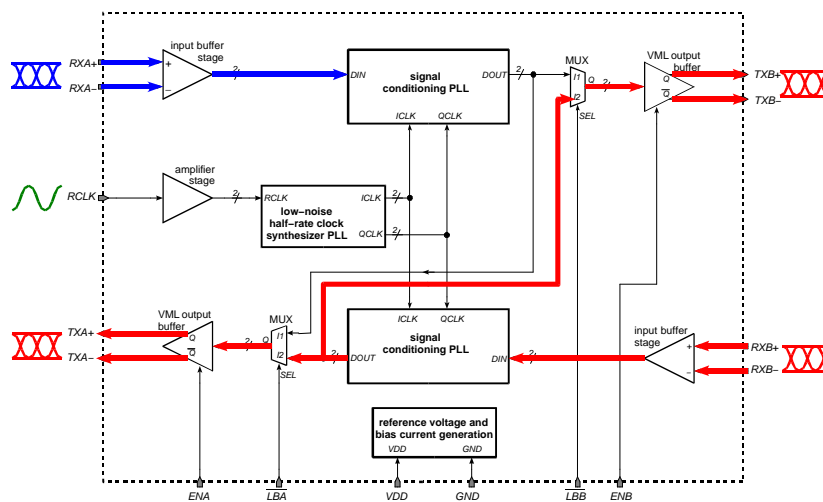 input buffer
stage
RXA+
RXA−
+
−
2
DIN
signal
conditioning PLL
DOUT
2
ICLK
QCLK
MUX
I1
I2
Q
2
SEL
VML output
buffer
Q
Q
TXB+
TXB−
amplifier
stage
RCLK
2
RCLK
ICLK
2
low−noise
half−rate clock
synthesizer PLL
QCLK
2
VML output
buffer
TXA+
TXA−
Q
Q
2
Q
MUX
I1
I2
SEL
2
ICLK
QCLK
signal
conditioning PLL
DOUT
DIN
2
input buffer
stage
+
−
RXB+
RXB−
reference voltage and
bias current generation
VDD
GND
ENA
LBA
VDD
GND
LBB
ENB